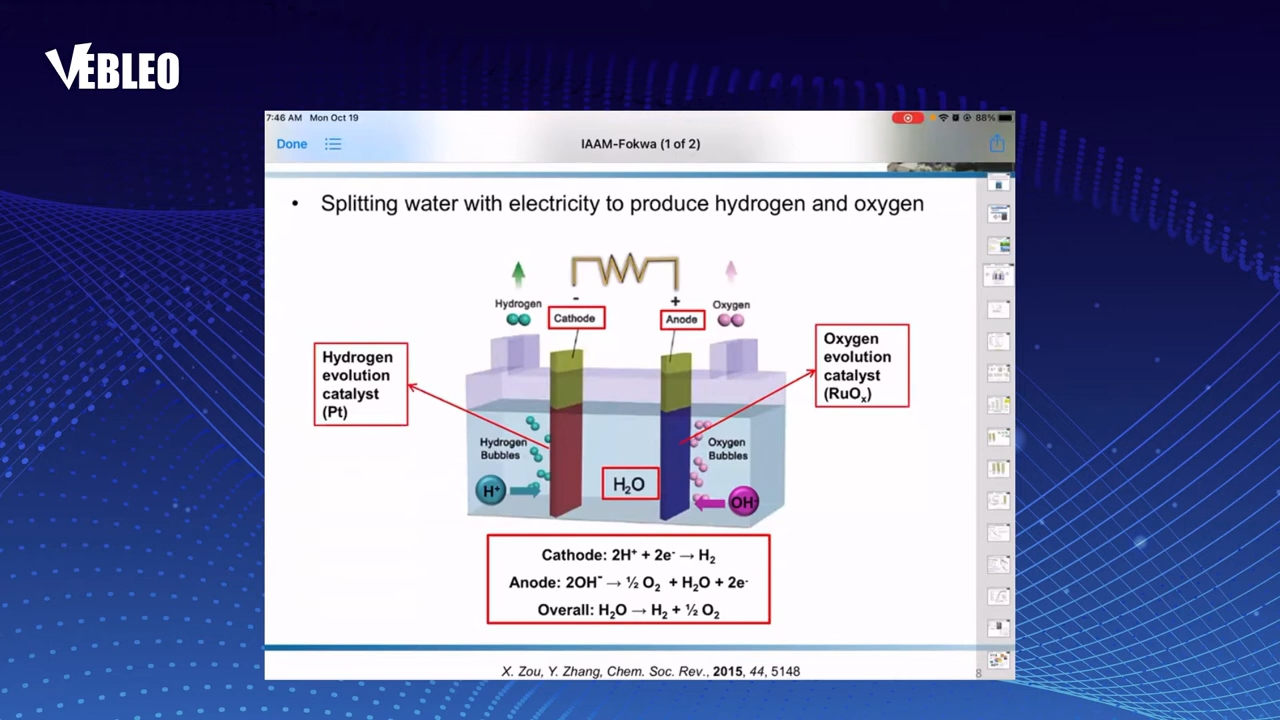 VEBLEO
7:46 AM Mon Oct 19
88%
Done
IAAM-Fokwa (1 of 2)
• Splitting water with electricity to produce hydrogen and oxygen
Hydrogen
-
+
Oxygen
Cathode
Anode
Hydrogen
evolution
catalyst
(Pt)
Oxygen
evolution
catalyst
(RuOₓ)
Hydrogen
Bubbles
Oxygen
Bubbles
H⁺
H₂O
OH⁻
Cathode: 2H⁺ + 2e⁻ → H₂
Anode: 2OH⁻ → ½ O₂ + H₂O + 2e⁻
Overall: H₂O → H₂ + ½ O₂
X. Zou, Y. Zhang, Chem. Soc. Rev., 2015, 44, 5148
8